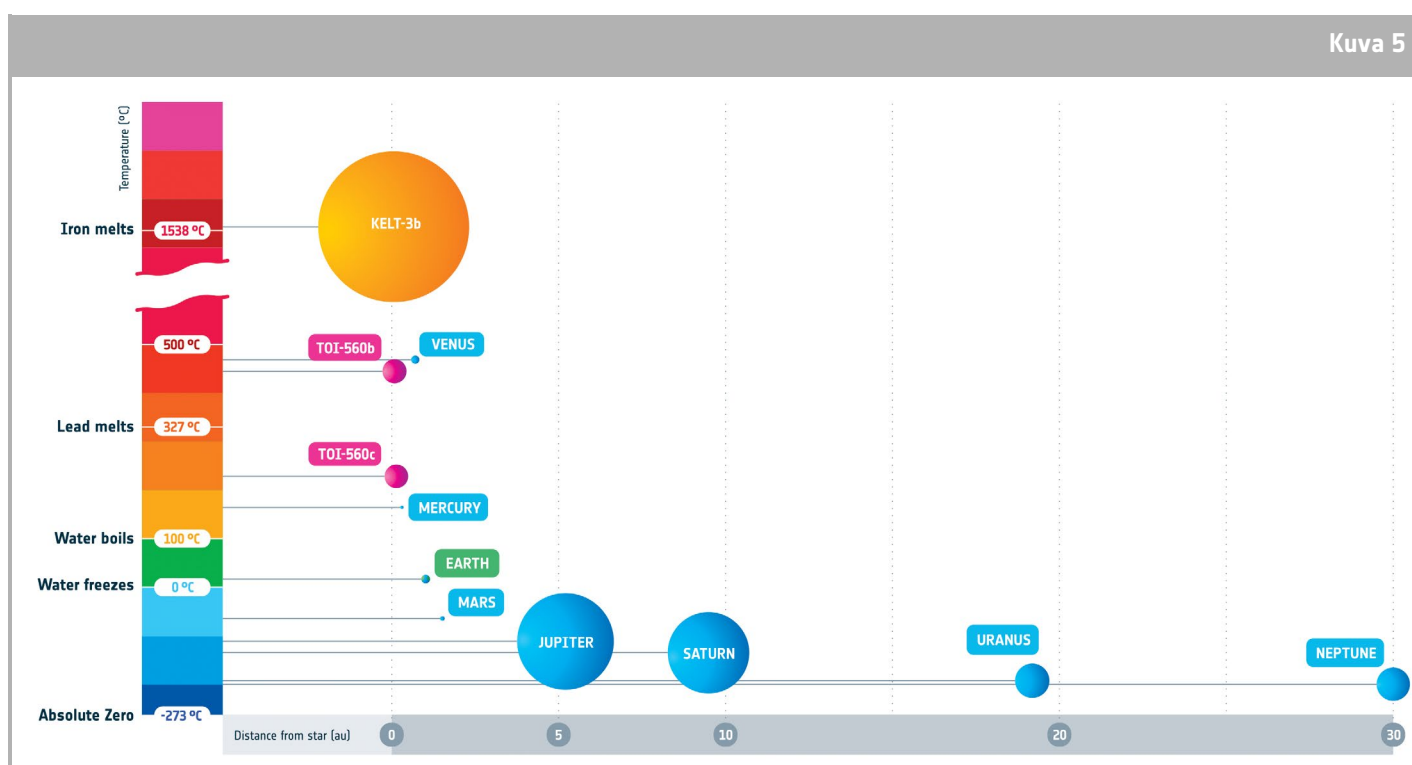 Kuva 5
Temperature (ºC)
Iron melts
1538 ºC
KELT-3b
500 ºC
TOI-560b
VENUS
Lead melts
327 ºC
TOI-560c
MERCURY
Water boils
100 ºC
EARTH
Water freezes
0 ºC
MARS
JUPITER
SATURN
URANUS
NEPTUNE
Absolute Zero
-273 ºC
Distance from star (au)
0
5
10
20
30